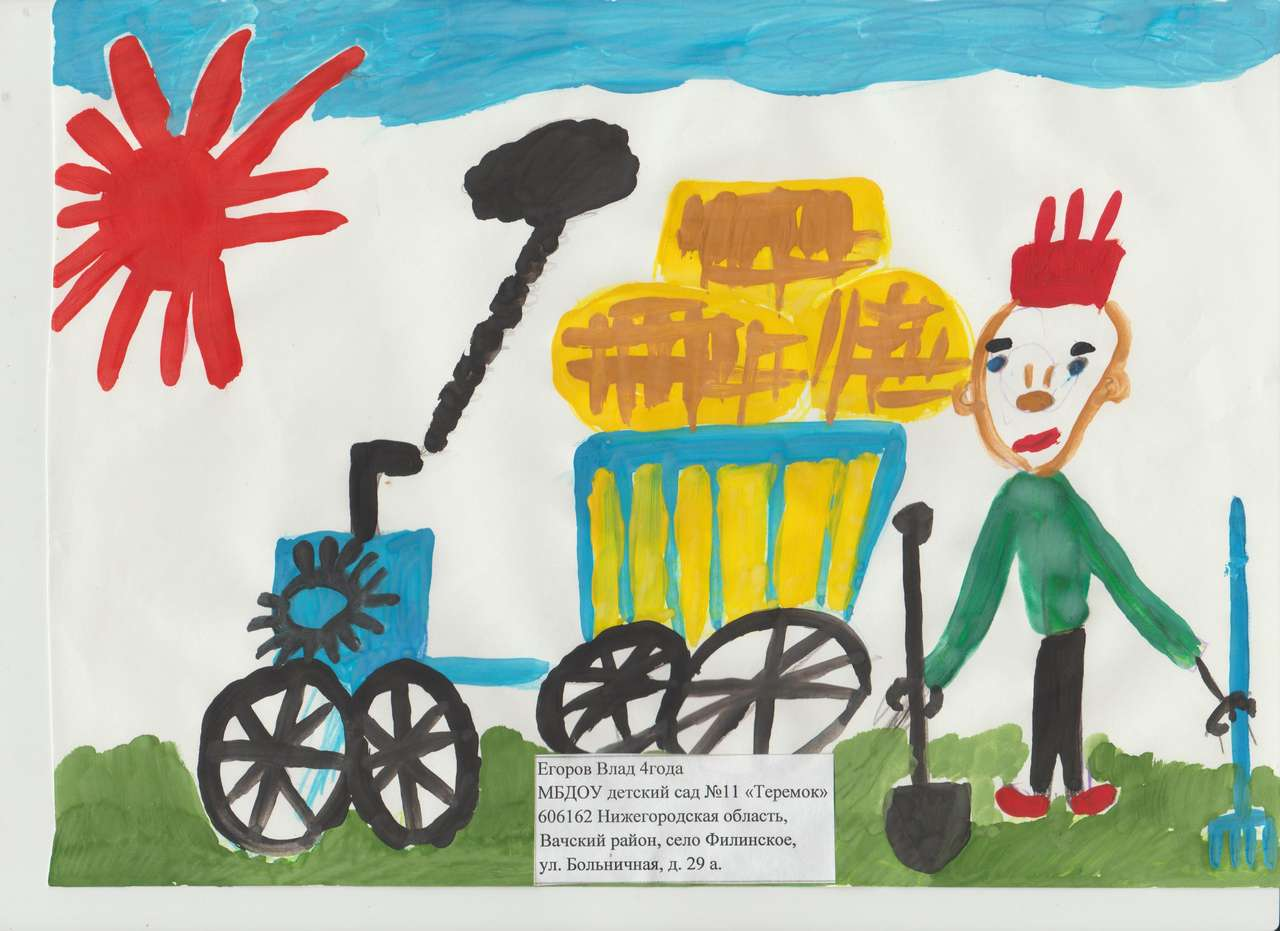 Егоров Влад 4года
МБДОУ детский сад №11 «Теремок»
606162 Нижегородская область,
Вачский район, село Филинское,
ул. Больничная, д. 29 а.